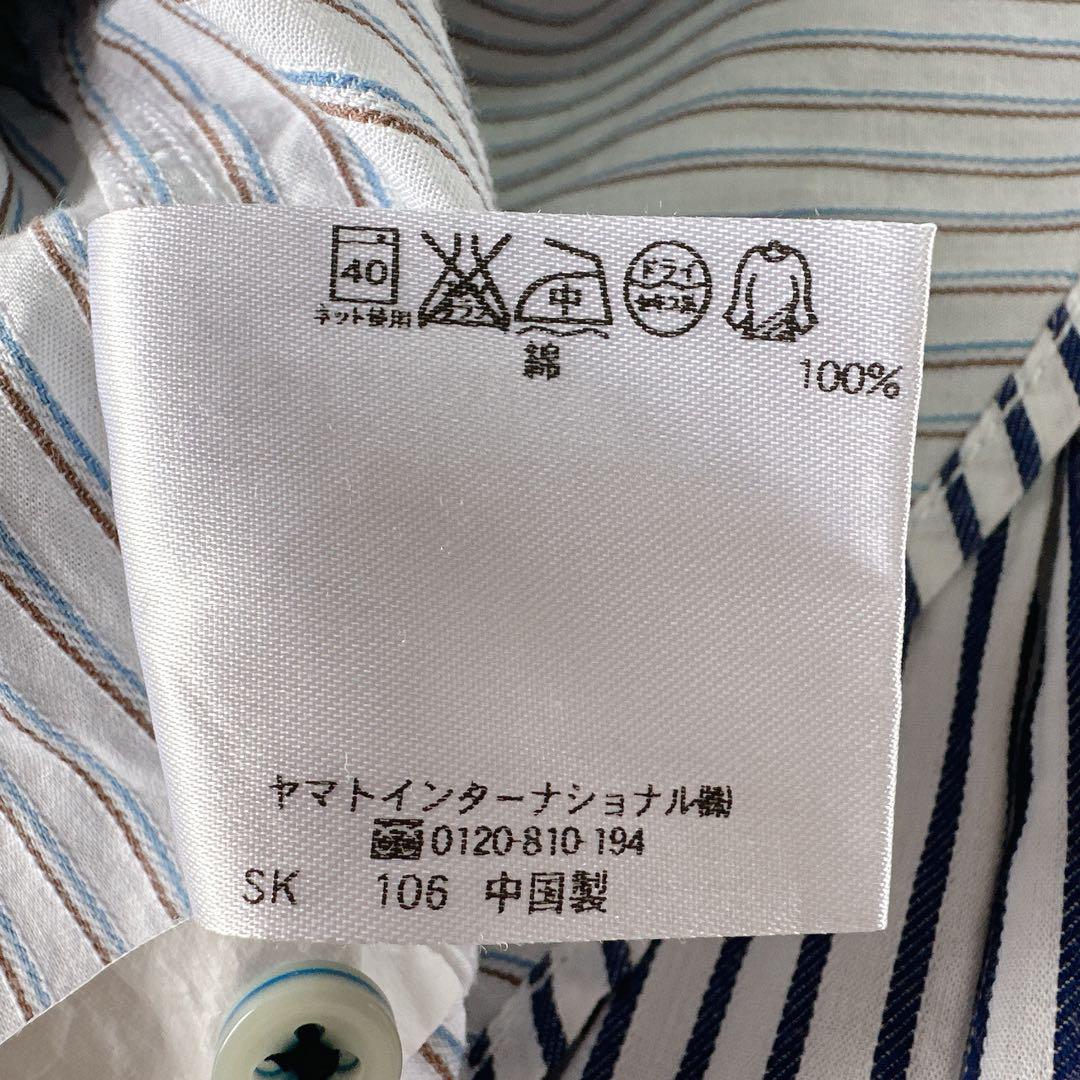 40 中 ドライ
ネット使用
綿 100%
ヤマトインターナショナル㈱
0120-810-194
SK 106 中国製